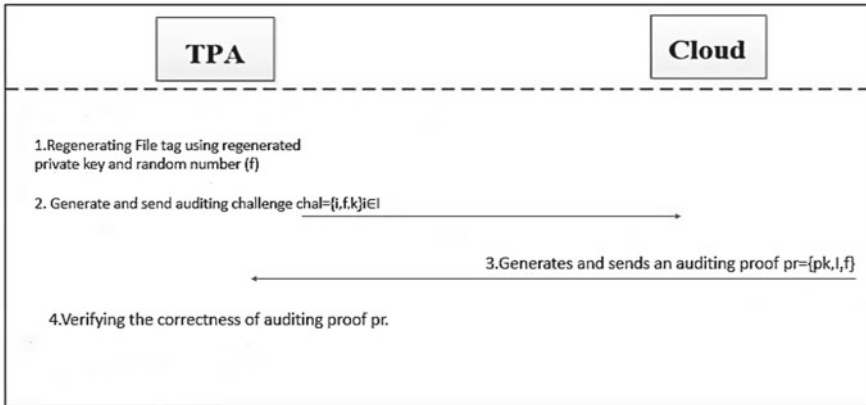 TPA
Cloud
1.Regenerating File tag using regenerated
private key and random number (f)
2. Generate and send auditing challenge chal={i,f.k}i∈I
3.Generates and sends an auditing proof pr={pk,I,f}
4.Verifying the correctness of auditing proof pr.